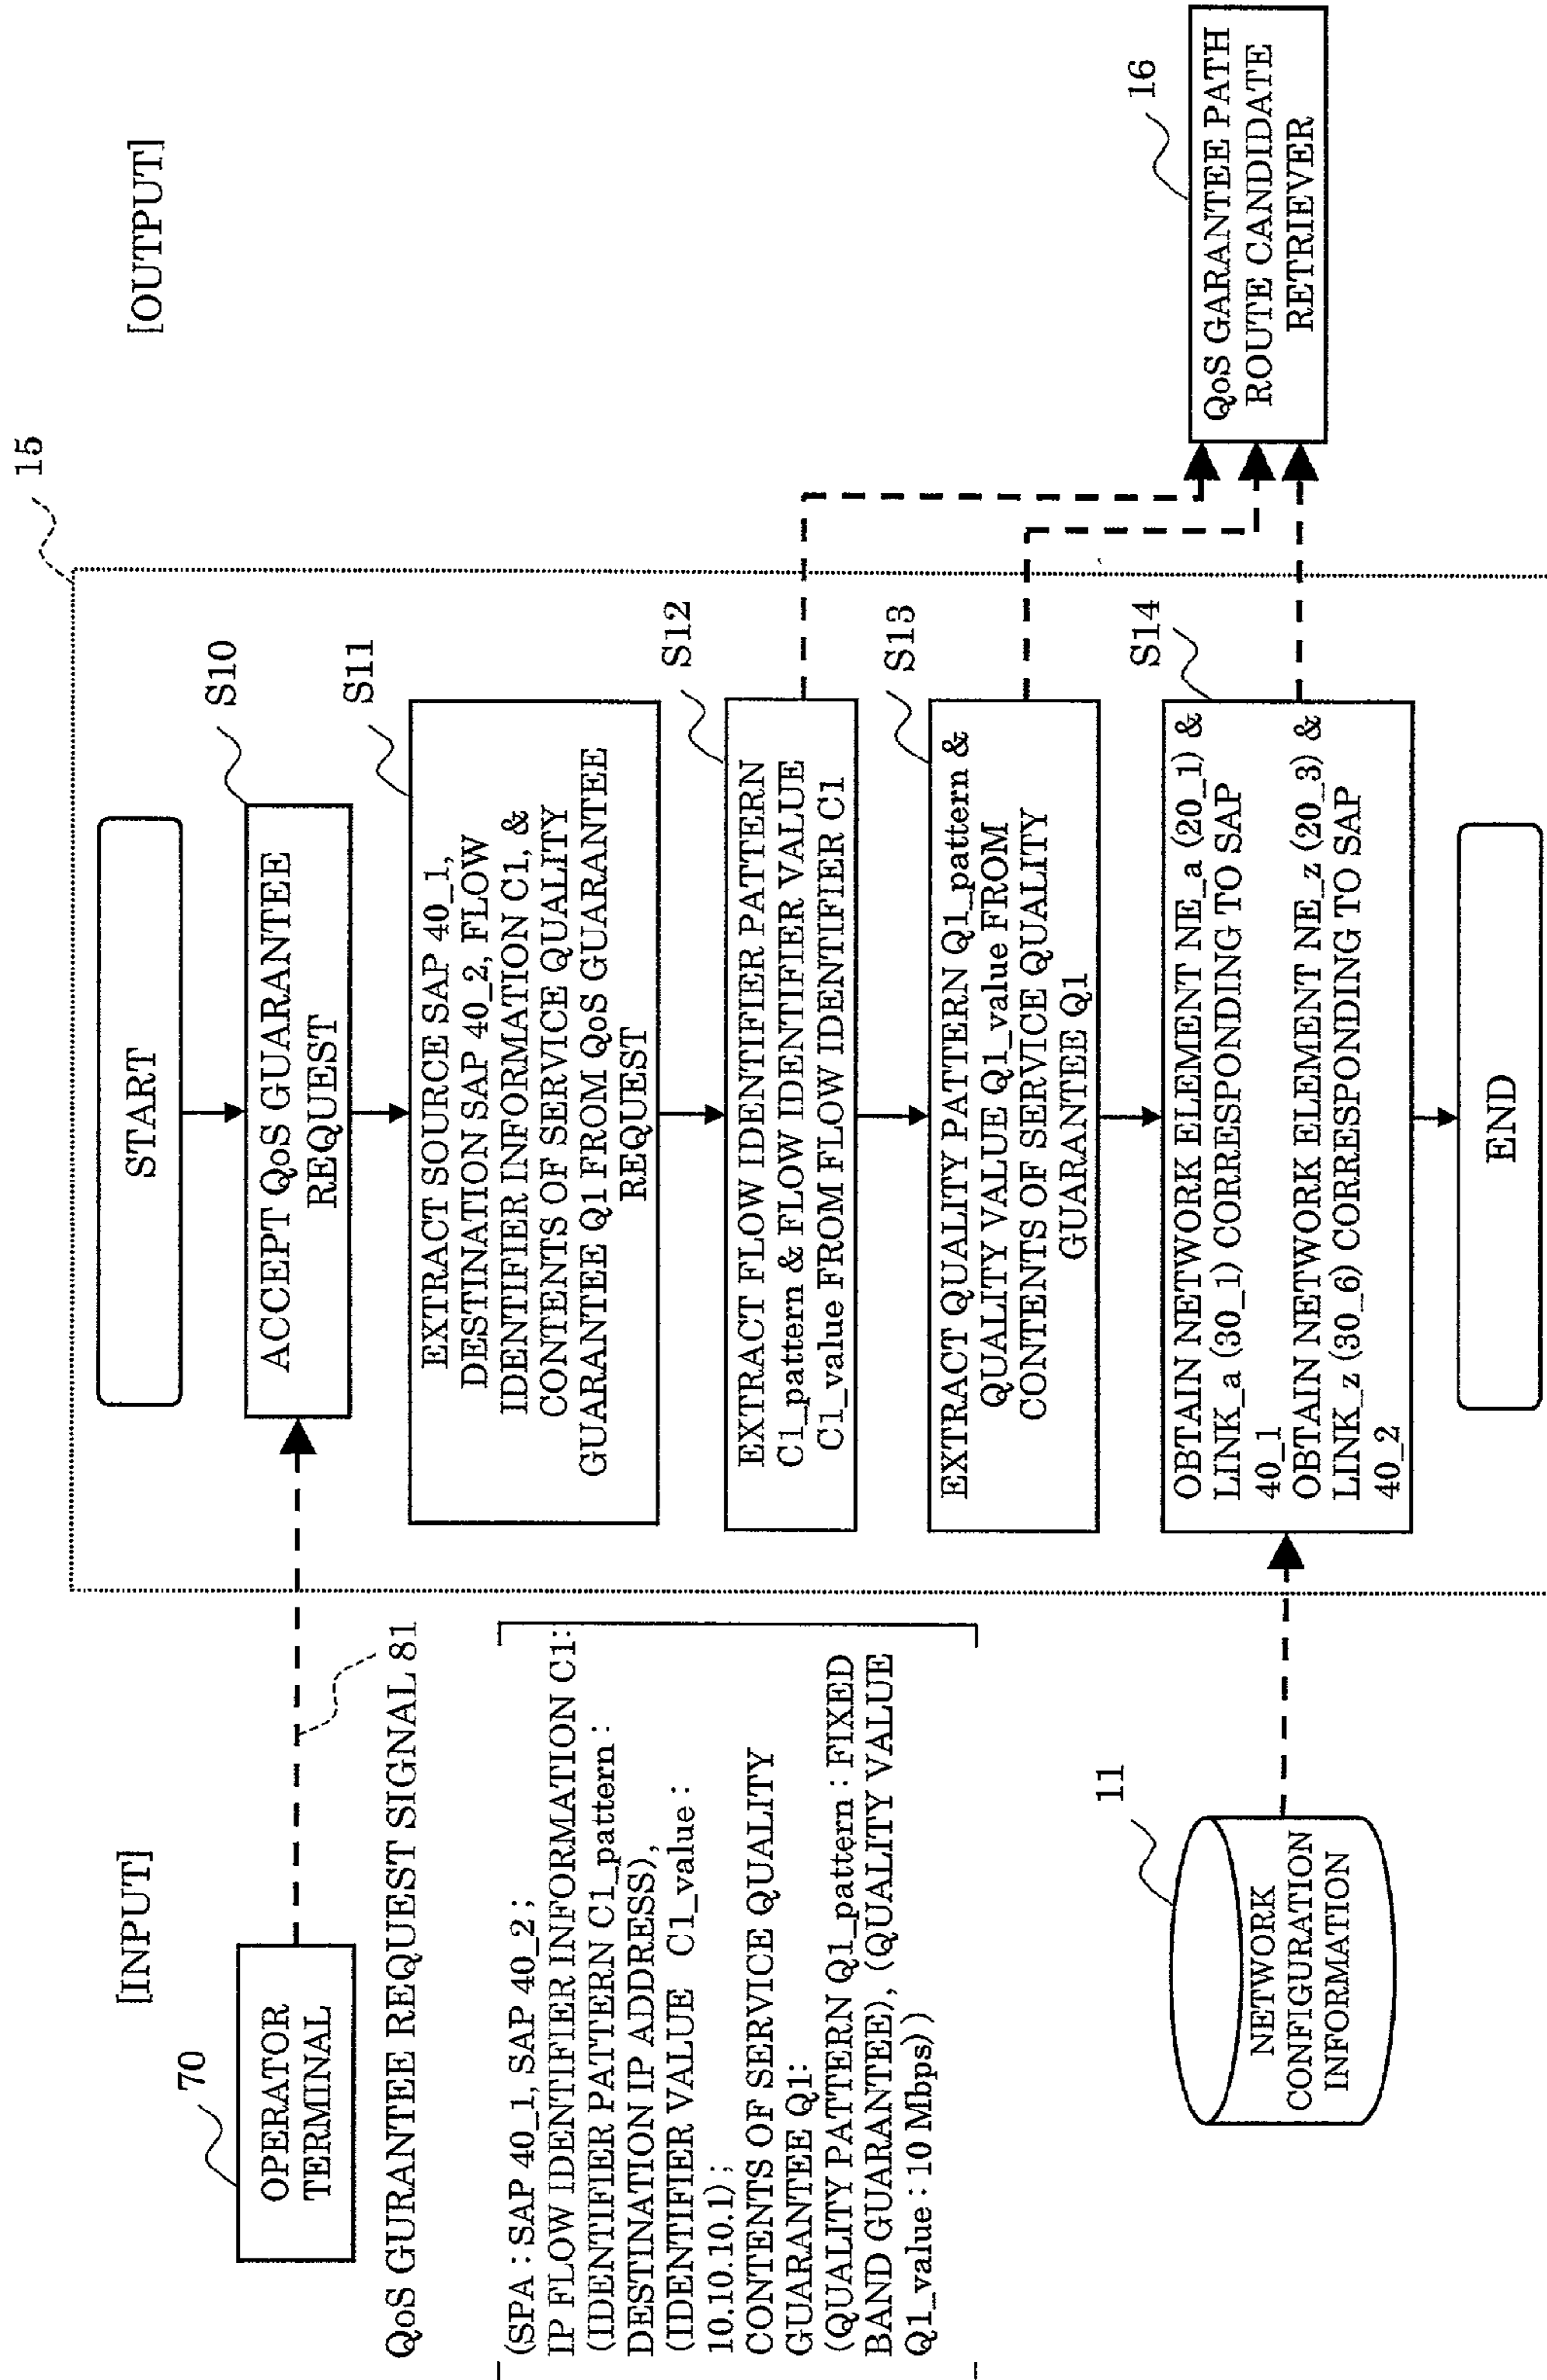 [INPUT]
[OUTPUT]
70
OPERATOR
TERMINAL
QoS GURANTEE REQUEST SIGNAL 81
(SPA : SAP 40_1, SAP 40_2 ;
IP FLOW IDENTIFIER INFORMATION C1:
(IDENTIFIER PATTERN C1_pattern :
DESTINATION IP ADDRESS),
(IDENTIFIER VALUE C1_value :
10.10.10.1) ;
CONTENTS OF SERVICE QUALITY
GUARANTEE Q1:
(QUALITY PATTERN Q1_pattern : FIXED
BAND GUARANTEE), (QUALITY VALUE
Q1_value : 10 Mbps) )
11
NETWORK
CONFIGURATION
INFORMATION
15
START
S10
ACCEPT QoS GUARANTEE
REQUEST
S11
EXTRACT SOURCE SAP 40_1,
DESTINATION SAP 40_2, FLOW
IDENTIFIER INFORMATION C1, &
CONTENTS OF SERVICE QUALITY
GUARANTEE Q1 FROM QoS GUARANTEE
REQUEST
S12
EXTRACT FLOW IDENTIFIER PATTERN
C1_pattern & FLOW IDENTIFIER VALUE
C1_value FROM FLOW IDENTIFIER C1
S13
EXTRACT QUALITY PATTERN Q1_pattern &
QUALITY VALUE Q1_value FROM
CONTENTS OF SERVICE QUALITY
GUARANTEE Q1
S14
OBTAIN NETWORK ELEMENT NE_a (20_1) &
LINK_a (30_1) CORRESPONDING TO SAP
40_1
OBTAIN NETWORK ELEMENT NE_z (20_3) &
LINK_z (30_6) CORRESPONDING TO SAP
40_2
END
16
QoS GARANTEE PATH
ROUTE CANDIDATE
RETRIEVER